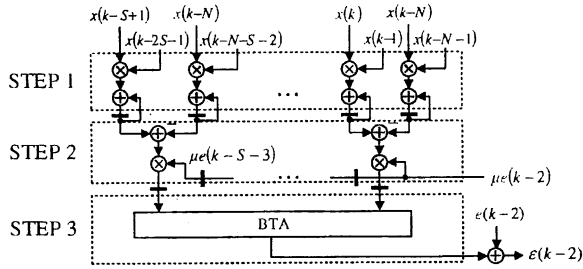 x(k-S+1) x(k-N) x(k) x(k-N)
x(k-2S-1) x(k-N-S-2) x(k-1) x(k-N-1)
STEP 1
...
STEP 2
μe(k-S-3) ... μe(k-2)
STEP 3
BTA
e(k-2)
ε(k-2)